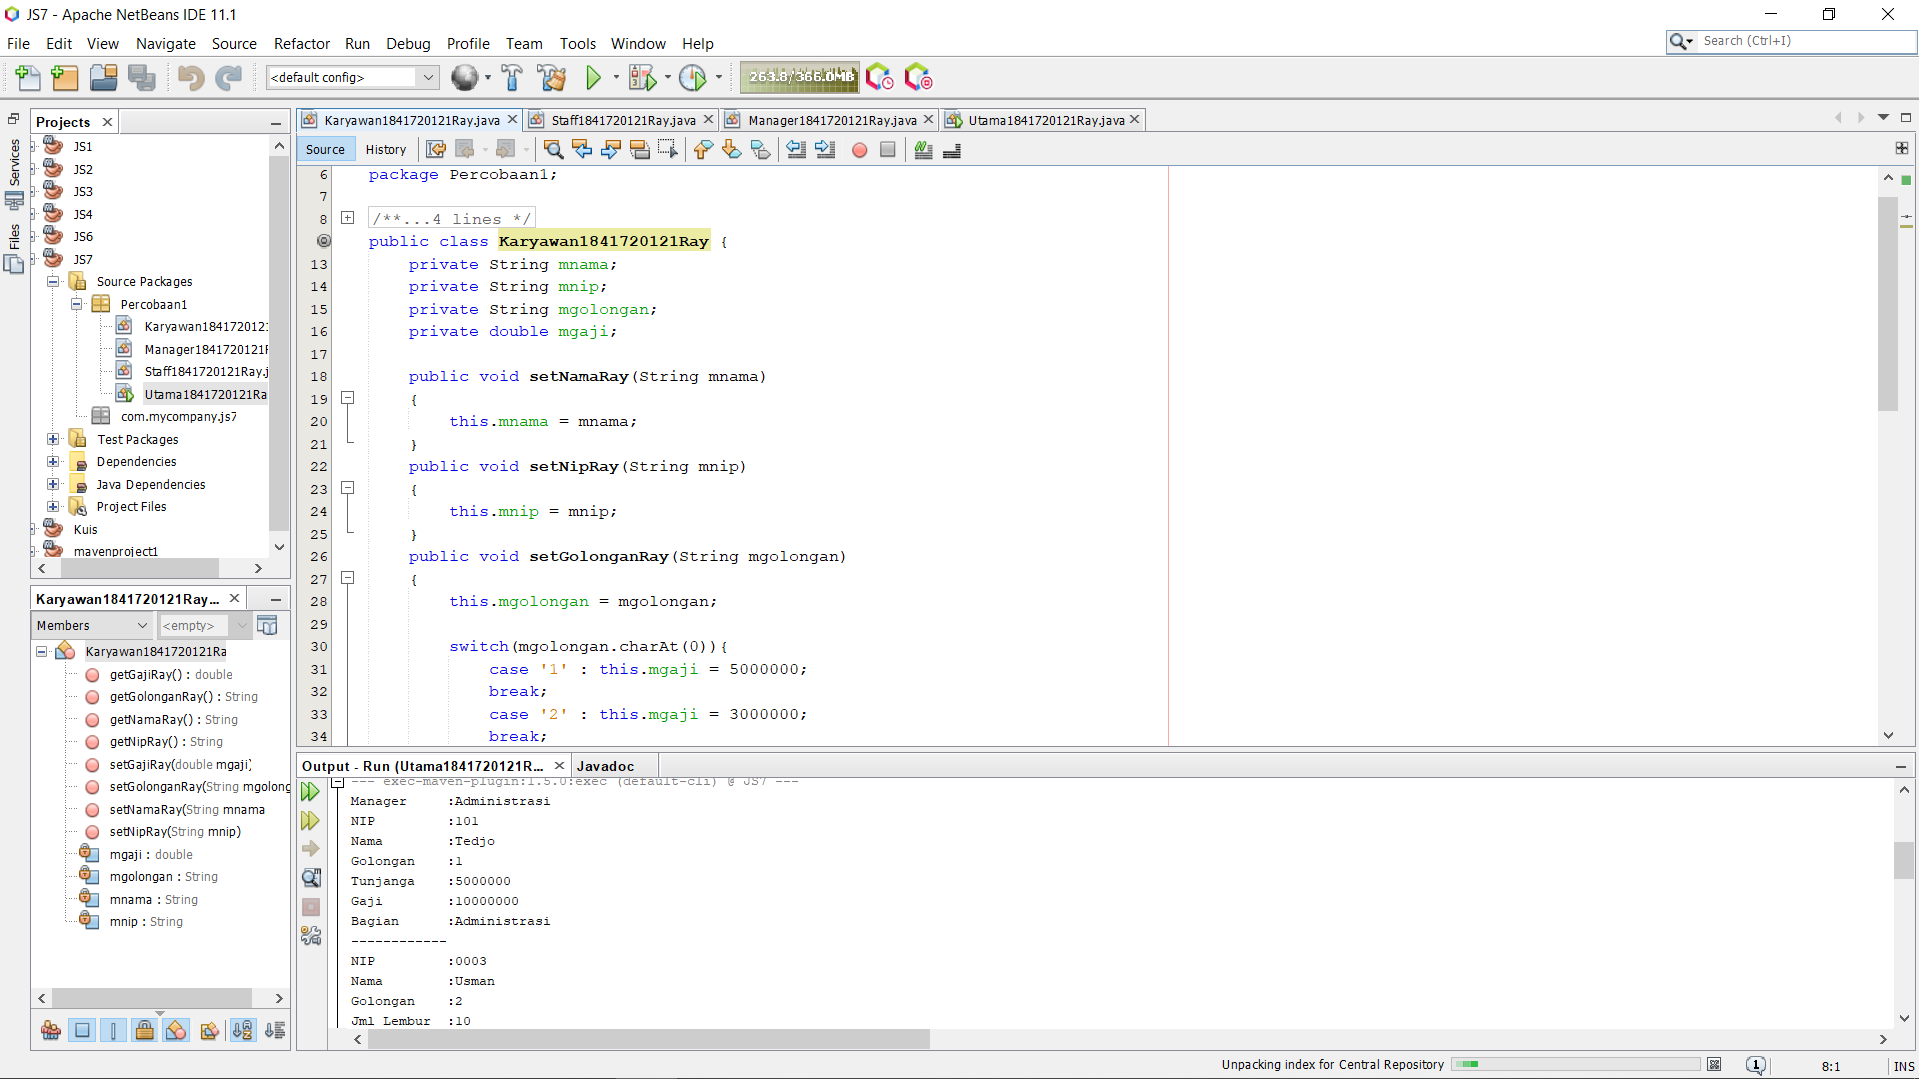 JS7 - Apache NetBeans IDE 11.1
File Edit View Navigate Source Refactor Run Debug Profile Team Tools Window Help
Search (Ctrl+I)
<default config>
263.8/366.0MB
Services
Files
Projects
JS1
JS2
JS3
JS4
JS6
JS7
Source Packages
Percobaan1
Karyawan184172012
Manager1841720121R
Staff1841720121Ray.j
Utama1841720121Ra
com.mycompany.js7
Test Packages
Dependencies
Java Dependencies
Project Files
Kuis
mavenproject1
Karyawan1841720121Ray...
Members
<empty>
Karyawan1841720121Ra
getGajiRay() : double
getGolonganRay() : String
getNamaRay() : String
getNipRay() : String
setGajiRay(double mgaji)
setGolonganRay(String mgolong
setNamaRay(String mnama
setNipRay(String mnip)
mgaji : double
mgolongan : String
mnama : String
mnip : String
Karyawan1841720121Ray.java Staff1841720121Ray.java Manager1841720121Ray.java Utama1841720121Ray.java
Source History
6 package Percobaan1;
7
8 /**...4 lines */
public class Karyawan1841720121Ray {
13 private String mnama;
14 private String mnip;
15 private String mgolongan;
16 private double mgaji;
17
18 public void setNamaRay(String mnama)
19 {
20 this.mnama = mnama;
21 }
22 public void setNipRay(String mnip)
23 {
24 this.mnip = mnip;
25 }
26 public void setGolonganRay(String mgolongan)
27 {
28 this.mgolongan = mgolongan;
29
30 switch(mgolongan.charAt(0)){
31 case '1' : this.mgaji = 5000000;
32 break;
33 case '2' : this.mgaji = 3000000;
34 break;
Output - Run (Utama1841720121R... Javadoc
--- exec-maven-plugin:1.5.0:exec (default-cli) @ JS7 ---
Manager :Administrasi
NIP :101
Nama :Tedjo
Golongan :1
Tunjanga :5000000
Gaji :10000000
Bagian :Administrasi
------------
NIP :0003
Nama :Usman
Golongan :2
Jml Lembur :10
Unpacking index for Central Repository
1
8:1
INS